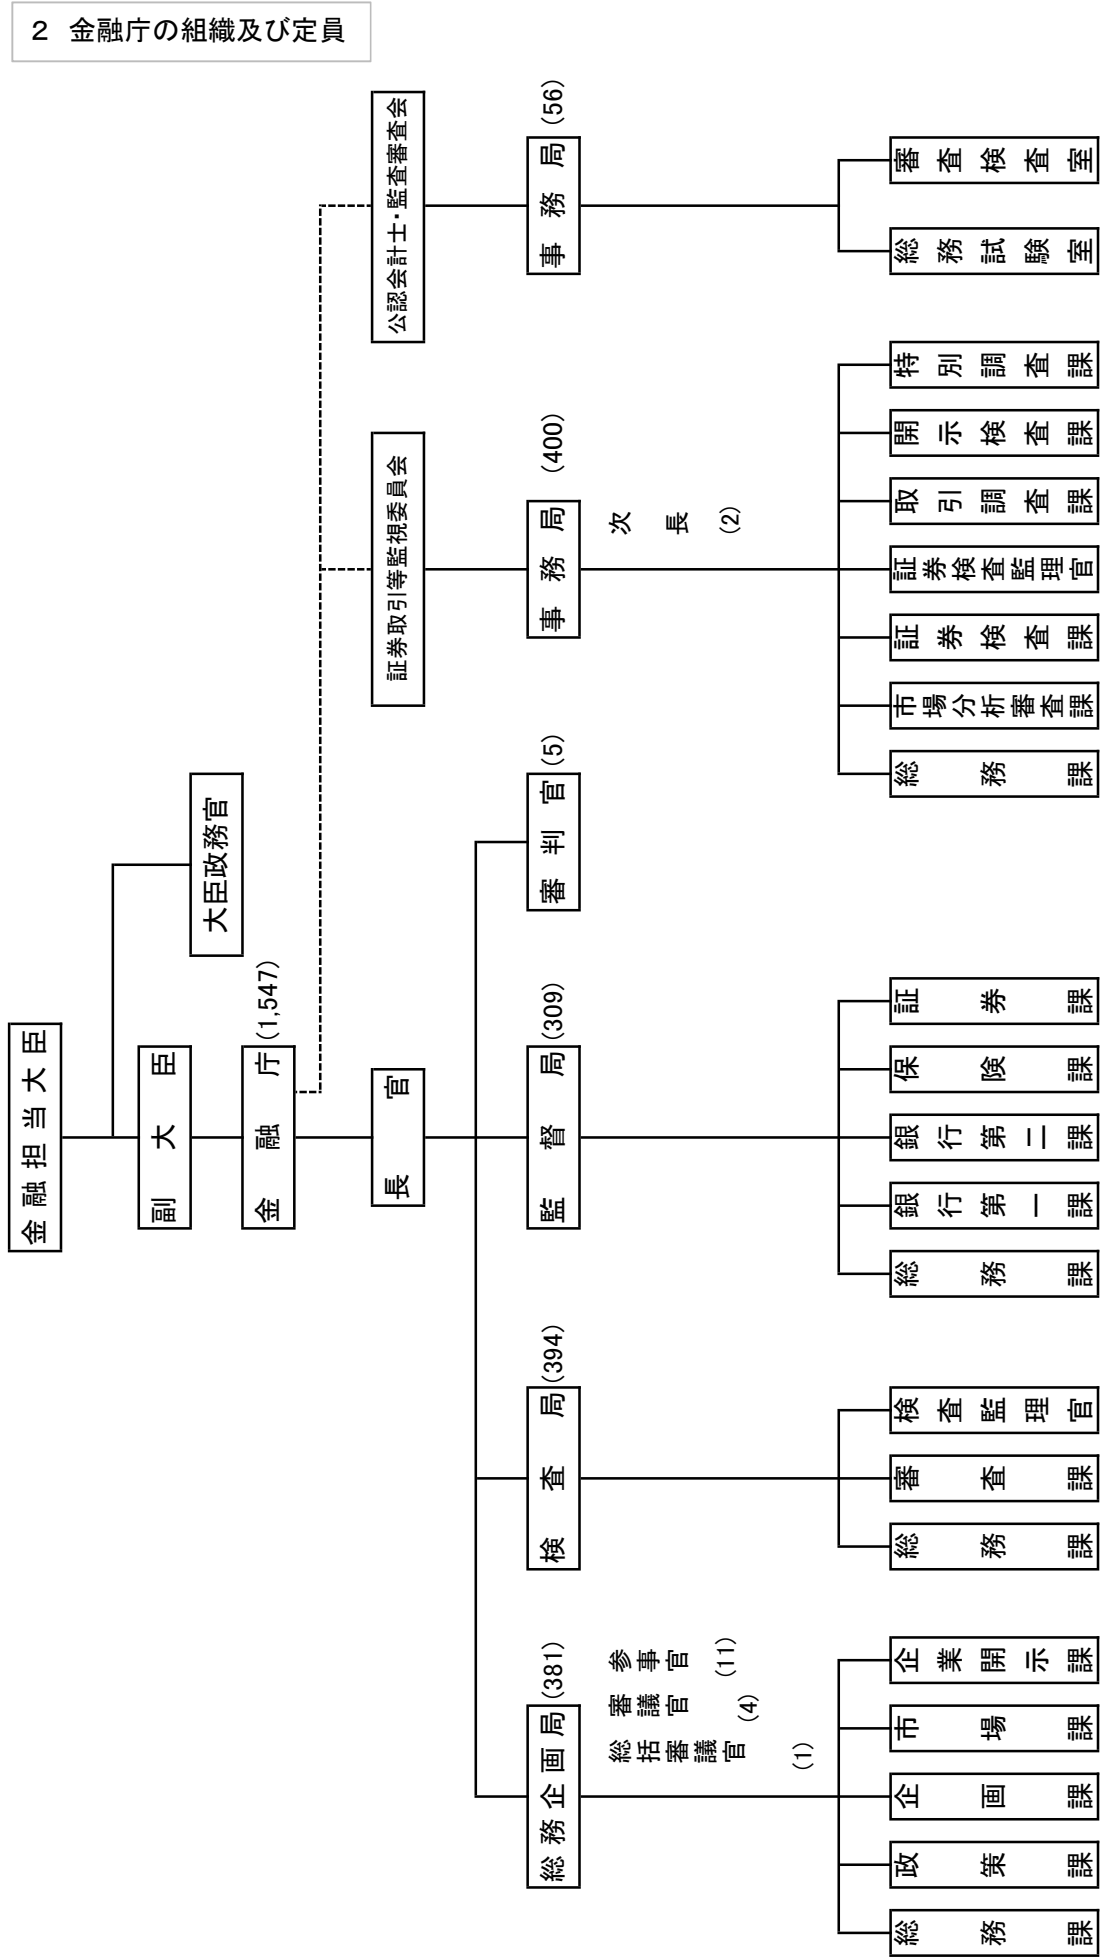 2 金融庁の組織及び定員
金融担当大臣
副大臣
大臣政務官
金融庁
(1,547)
長官
総務企画局
(381)
総括審議官
(1)
審議官
(4)
参事官
(11)
総務課
政策課
企画課
市場課
企業開示課
検査局
(394)
総務課
審査課
検査監理官
監督局
(309)
総務課
銀行第一課
銀行第二課
保険課
証券課
審判官
(5)
証券取引等監視委員会
事務局
(400)
次長
(2)
総務課
市場分析審査課
証券検査課
証券検査監理官
取引調査課
開示検査課
特別調査課
公認会計士・監査審査会
事務局
(56)
総務試験室
審査検査室